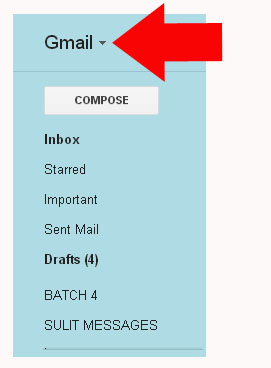 Gmail
COMPOSE
Inbox
Starred
Important
Sent Mail
Drafts (4)
BATCH 4
SULIT MESSAGES